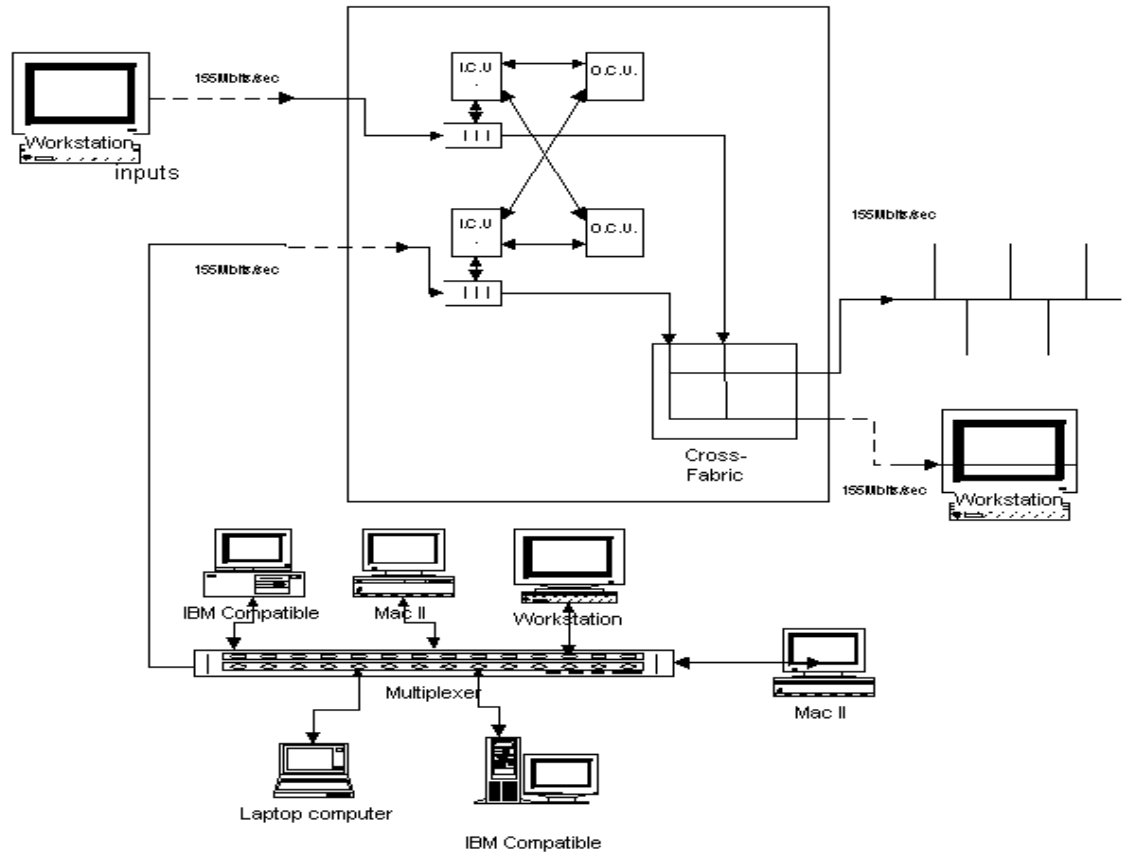 I.C.U
.
O.C.U.
155Mbits/sec
Workstation
inputs
I.C.U
.
O.C.U.
155Mbits/sec
155Mbits/sec
Cross-
Fabric
155Mbits/sec
Workstation
IBM Compatible
Mac II
Workstation
Multiplexer
Mac II
Laptop computer
IBM Compatible